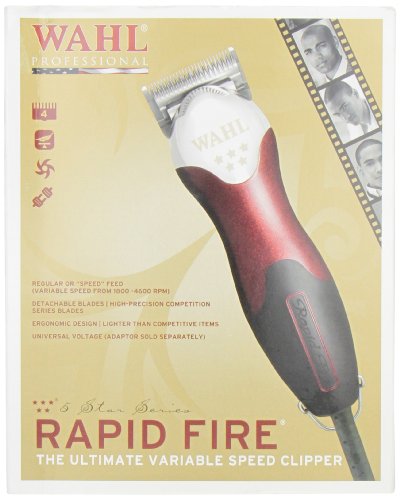 WAHL
PROFESSIONAL
4
WAHL
REGULAR OR "SPEED" FEED
(VARIABLE SPEED FROM 1800 -4600 RPM)
DETACHABLE BLADES | HIGH-PRECISION COMPETITION
SERIES BLADES
ERGONOMIC DESIGN | LIGHTER THAN COMPETITIVE ITEMS
UNIVERSAL VOLTAGE (ADAPTOR SOLD SEPARATELY)
5 Star Series
RAPID FIRE®
THE ULTIMATE VARIABLE SPEED CLIPPER